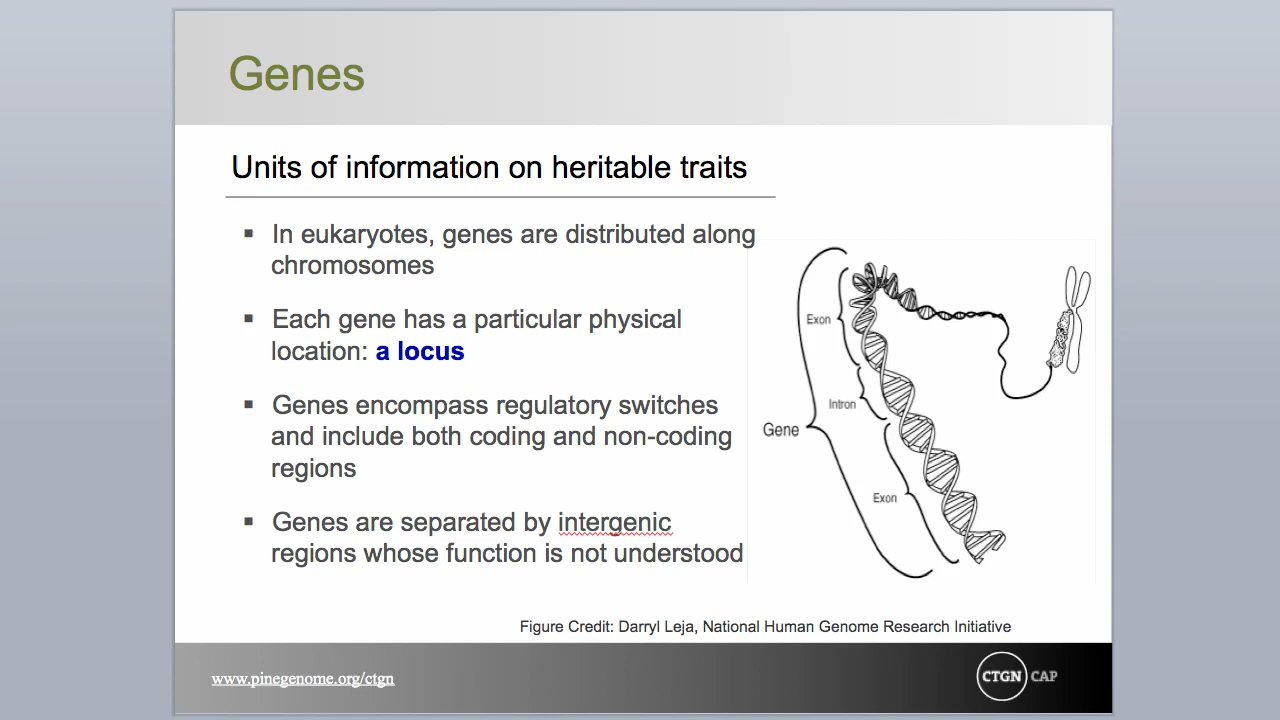 Genes
Units of information on heritable traits
▪ In eukaryotes, genes are distributed along
chromosomes
▪ Each gene has a particular physical
location: a locus
▪ Genes encompass regulatory switches
and include both coding and non-coding
regions
▪ Genes are separated by intergenic
regions whose function is not understood
Exon
Intron
Gene
Exon
Figure Credit: Darryl Leja, National Human Genome Research Initiative
www.pinegenome.org/ctgn
CTGN CAP